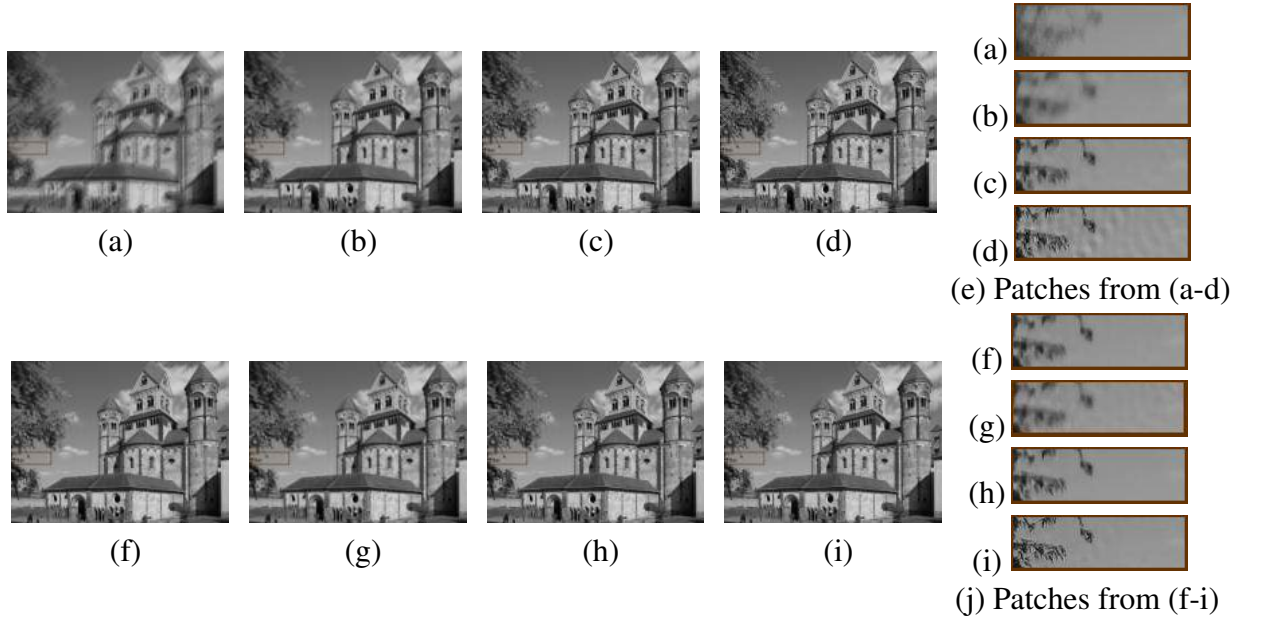 (a)
(b)
(c)
(d)
(a)
(b)
(c)
(d)
(e) Patches from (a-d)
(f)
(g)
(h)
(i)
(f)
(g)
(h)
(i)
(j) Patches from (f-i)